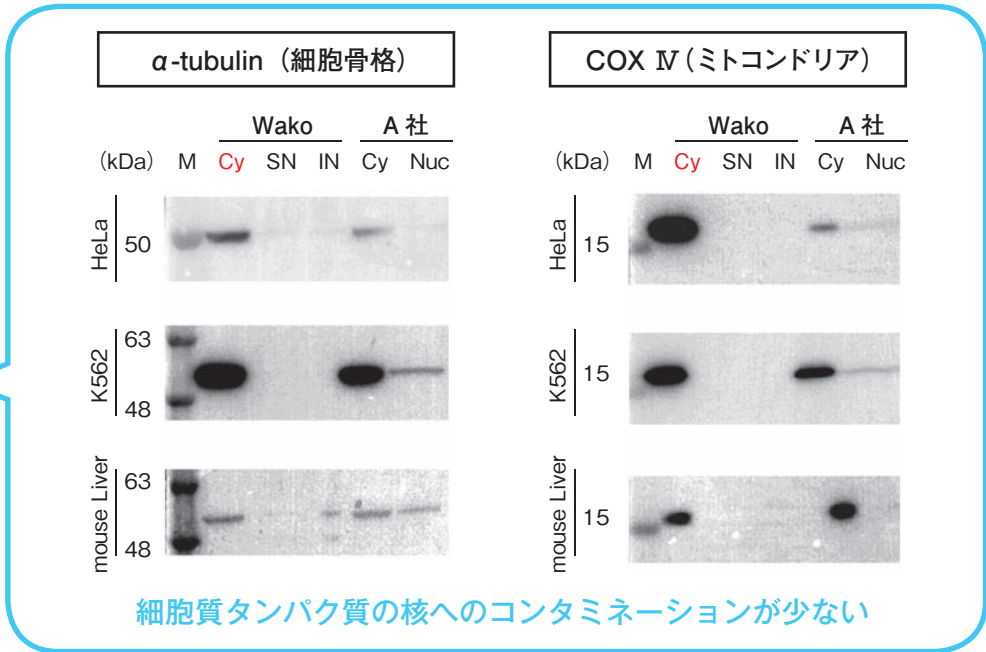 α-tubulin（細胞骨格）
Wako A 社
(kDa) M Cy SN IN Cy Nuc
HeLa 50
K562 63
48
mouse Liver 63
48
COX Ⅳ（ミトコンドリア）
Wako A 社
(kDa) M Cy SN IN Cy Nuc
HeLa 15
K562 15
mouse Liver 15
細胞質タンパク質の核へのコンタミネーションが少ない